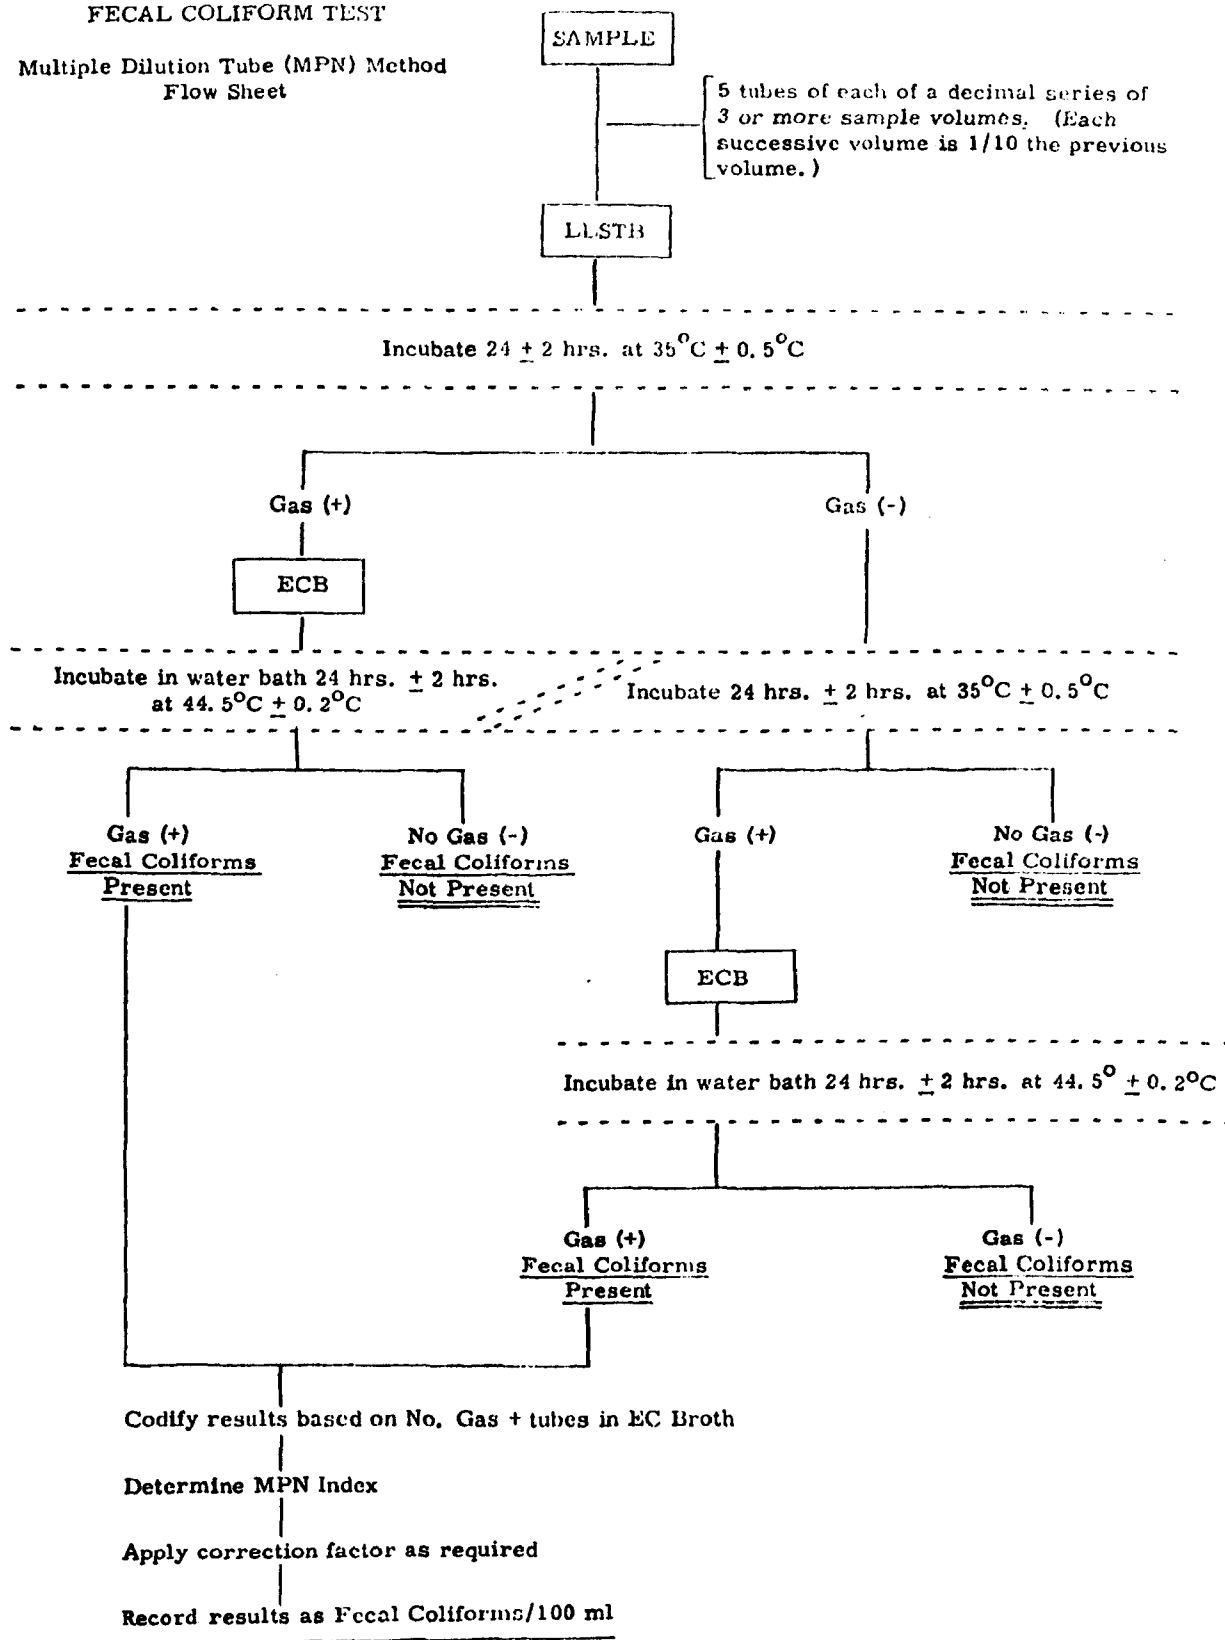 FECAL COLIFORM TEST
Multiple Dilution Tube (MPN) Method
Flow Sheet
SAMPLE
5 tubes of each of a decimal series of
3 or more sample volumes. (Each
successive volume is 1/10 the previous
volume.)
LLSTB
Incubate 24 ± 2 hrs. at 35°C ± 0.5°C
Gas (+)
Gas (-)
ECB
Incubate in water bath 24 hrs. ± 2 hrs.
at 44.5°C ± 0.2°C
Incubate 24 hrs. ± 2 hrs. at 35°C ± 0.5°C
Gas (+)
Fecal Coliforms
Present
No Gas (-)
Fecal Coliforms
Not Present
Gas (+)
No Gas (-)
Fecal Coliforms
Not Present
ECB
Incubate in water bath 24 hrs. ± 2 hrs. at 44.5° ± 0.2°C
Gas (+)
Fecal Coliforms
Present
Gas (-)
Fecal Coliforms
Not Present
Codify results based on No. Gas + tubes in EC Broth
Determine MPN Index
Apply correction factor as required
Record results as Fecal Coliforms/100 ml